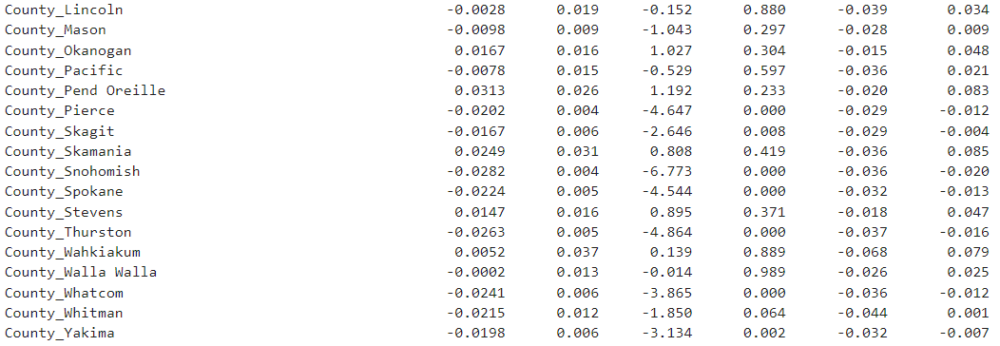 County_Lincoln -0.0028 0.019 -0.152 0.880 -0.039 0.034
County_Mason -0.0098 0.009 -1.043 0.297 -0.028 0.009
County_Okanogan 0.0167 0.016 1.027 0.304 -0.015 0.048
County_Pacific -0.0078 0.015 -0.529 0.597 -0.036 0.021
County_Pend Oreille 0.0313 0.026 1.192 0.233 -0.020 0.083
County_Pierce -0.0202 0.004 -4.647 0.000 -0.029 -0.012
County_Skagit -0.0167 0.006 -2.646 0.008 -0.029 -0.004
County_Skamania 0.0249 0.031 0.808 0.419 -0.036 0.085
County_Snohomish -0.0282 0.004 -6.773 0.000 -0.036 -0.020
County_Spokane -0.0224 0.005 -4.544 0.000 -0.032 -0.013
County_Stevens 0.0147 0.016 0.895 0.371 -0.018 0.047
County_Thurston -0.0263 0.005 -4.864 0.000 -0.037 -0.016
County_Wahkiakum 0.0052 0.037 0.139 0.889 -0.068 0.079
County_Walla Walla -0.0002 0.013 -0.014 0.989 -0.026 0.025
County_Whatcom -0.0241 0.006 -3.865 0.000 -0.036 -0.012
County_Whitman -0.0215 0.012 -1.850 0.064 -0.044 0.001
County_Yakima -0.0198 0.006 -3.134 0.002 -0.032 -0.007